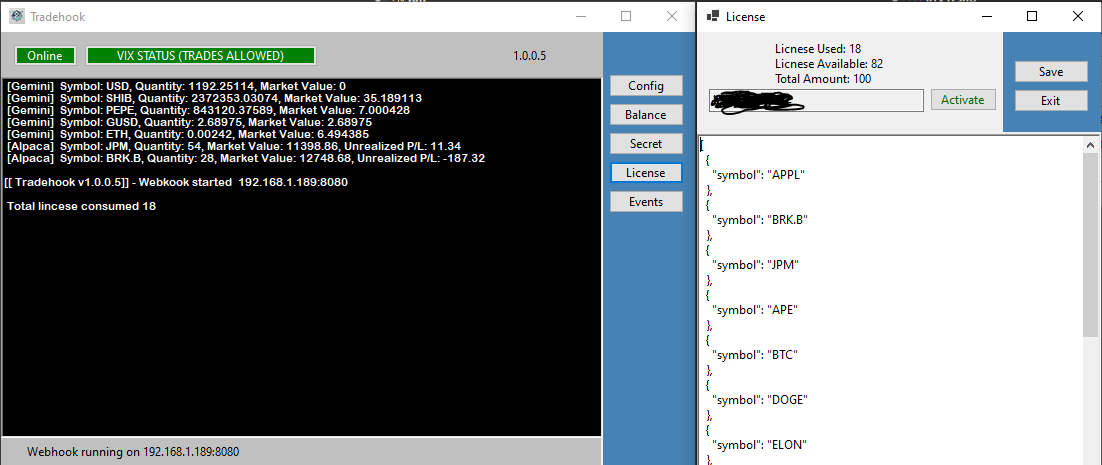 Tradehook
Online
VIX STATUS (TRADES ALLOWED)
1.0.0.5
[Gemini] Symbol: USD, Quantity: 1192.25114, Market Value: 0
[Gemini] Symbol: SHIB, Quantity: 2372353.03074, Market Value: 35.189113
[Gemini] Symbol: PEPE, Quantity: 843120.37589, Market Value: 7.000428
[Gemini] Symbol: GUSD, Quantity: 2.68975, Market Value: 2.68975
[Gemini] Symbol: ETH, Quantity: 0.00242, Market Value: 6.494385
[Alpaca] Symbol: JPM, Quantity: 54, Market Value: 11398.86, Unrealized P/L: 11.34
[Alpaca] Symbol: BRK.B, Quantity: 28, Market Value: 12748.68, Unrealized P/L: -187.32
[[ Tradehook v1.0.0.5]] - Webkook started 192.168.1.189:8080
Total lincese consumed 18
Config
Balance
Secret
License
Events
Webhook running on 192.168.1.189:8080
License
Licnese Used: 18
Licnese Available: 82
Total Amount: 100
Activate
Save
Exit
[
{
"symbol": "APPL"
},
{
"symbol": "BRK.B"
},
{
"symbol": "JPM"
},
{
"symbol": "APE"
},
{
"symbol": "BTC"
},
{
"symbol": "DOGE"
},
{
"symbol": "ELON"
},